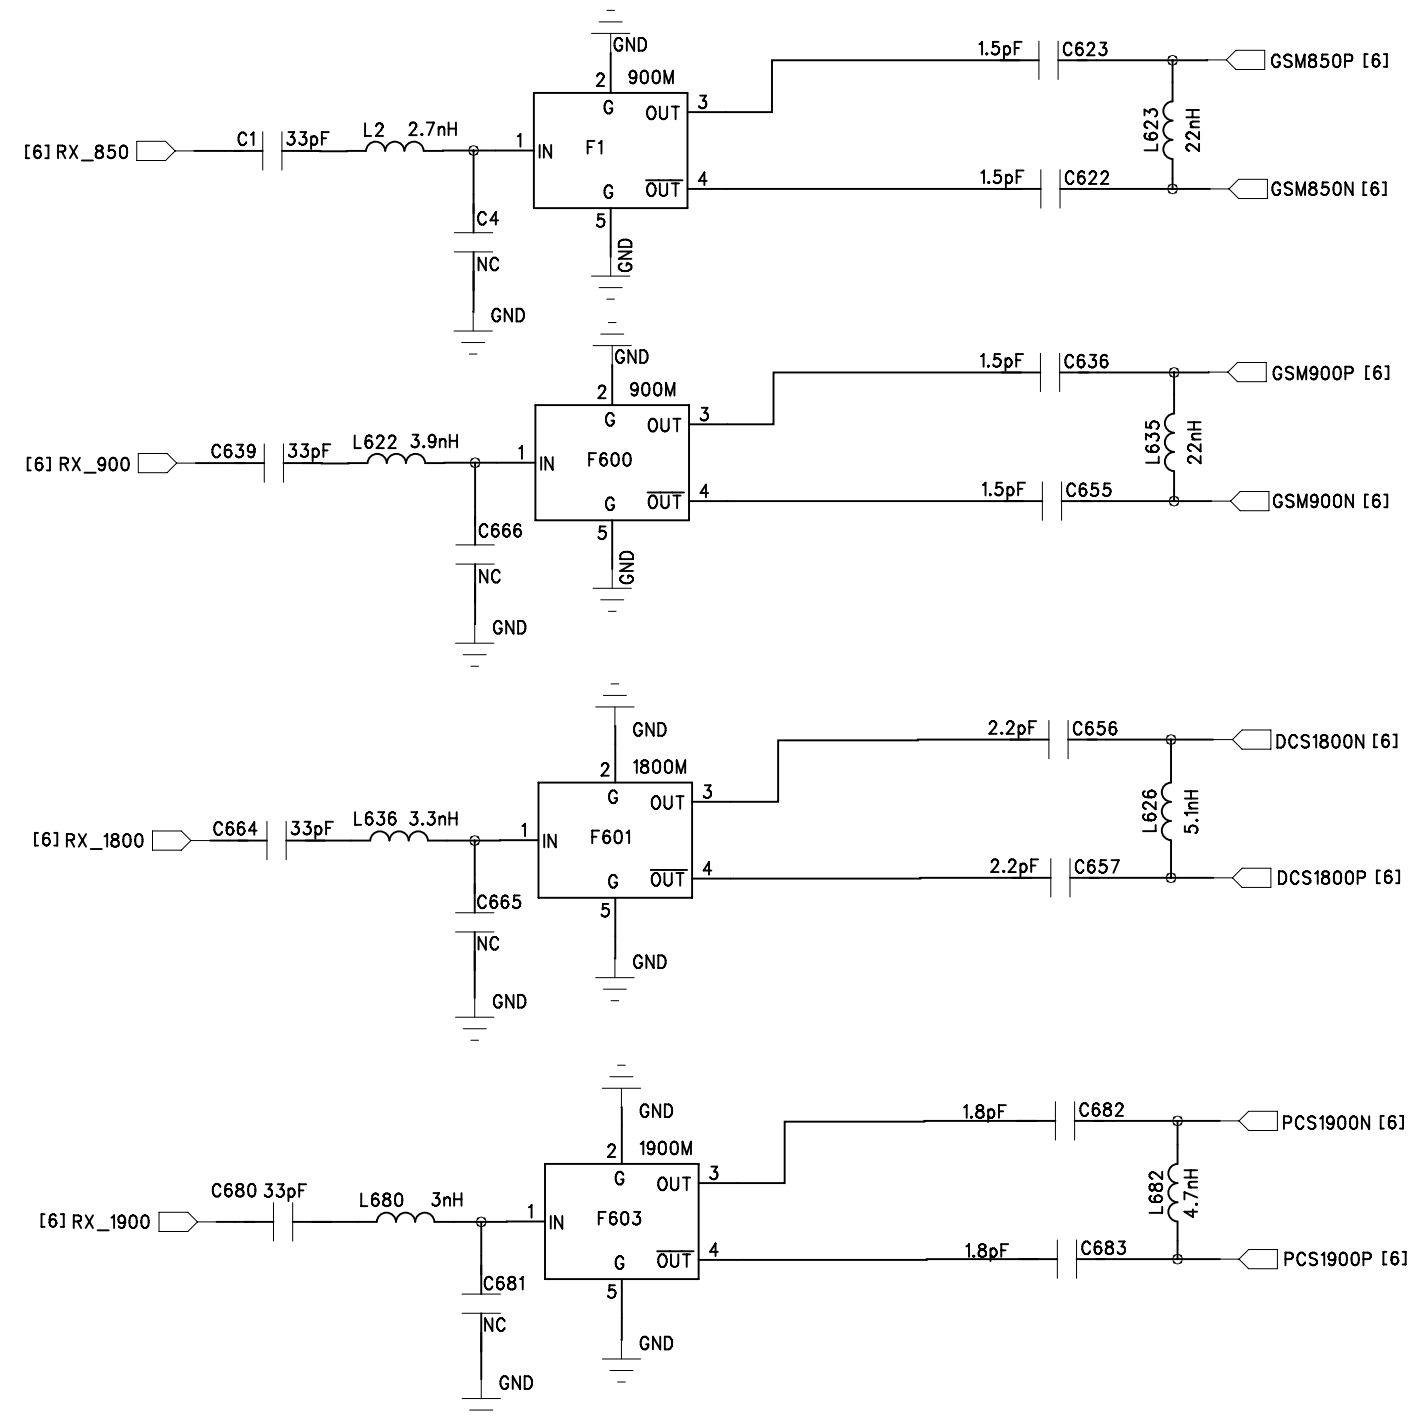 GND
2 900M
G
OUT 3
1.5pF C623
GSM850P [6]
[6] RX_850
C1 33pF
L2 2.7nH
1 IN
F1
L623 22nH
G
OUT 4
1.5pF C622
GSM850N [6]
5
GND
C4
NC
GND
GND
2 900M
G
OUT 3
1.5pF C636
GSM900P [6]
[6] RX_900
C639 33pF
L622 3.9nH
1 IN
F600
L635 22nH
G
OUT 4
1.5pF C655
GSM900N [6]
5
GND
C666
NC
GND
GND
2 1800M
G
OUT 3
2.2pF C656
DCS1800N [6]
[6] RX_1800
C664 33pF
L636 3.3nH
1 IN
F601
L626 5.1nH
G
OUT 4
2.2pF C657
DCS1800P [6]
5
GND
C665
NC
GND
GND
2 1900M
G
OUT 3
1.8pF C682
PCS1900N [6]
[6] RX_1900
C680 33pF
L680 3nH
1 IN
F603
L682 4.7nH
G
OUT 4
1.8pF C683
PCS1900P [6]
5
GND
C681
NC
GND